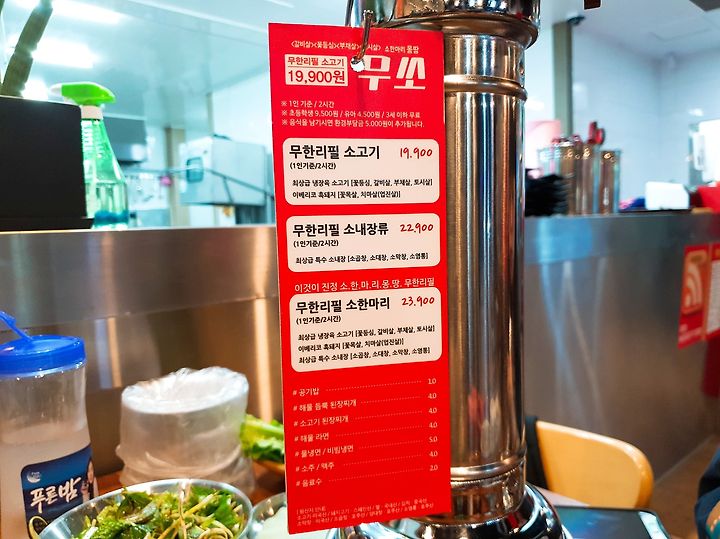 <갈비살><꽃등심><부채살><토시살> 소한마리 몽땅
무한리필 소고기
19,900원
무쏘
※ 1인 기준 / 2시간
※ 초등학생 9,500원 / 유아 4,500원 / 3세 이하 무료
※ 음식을 남기시면 환경부담금 5,000원이 추가됩니다.
무한리필 소고기 19,900
(1인기준/2시간)
최상급 냉장육 소고기 [꽃등심, 갈비살, 부채살, 토시살]
이베리코 흑돼지 [꽃목살, 치마살(업진살)]
무한리필 소내장류 22,900
(1인기준/2시간)
최상급 특수 소내장 [소곱창, 소대창, 소막창, 소염통]
이것이 진정 소.한.마.리.몽.땅. 무한리필
무한리필 소한마리 23,900
(1인기준/2시간)
최상급 냉장육 소고기 [꽃등심, 갈비살, 부채살, 토시살]
이베리코 흑돼지 [꽃목살, 치마살(업진살)]
최상급 특수 소내장 [소곱창, 소대창, 소막창, 소염통]
# 공기밥 1.0
# 해물 듬뿍 된장찌개 4.0
# 소고기 된장찌개 4.0
# 해물 라면 4.0
# 물냉면 / 비빔냉면 5.0
# 소주 / 맥주 4.0
# 음료수 2.0
푸른밤